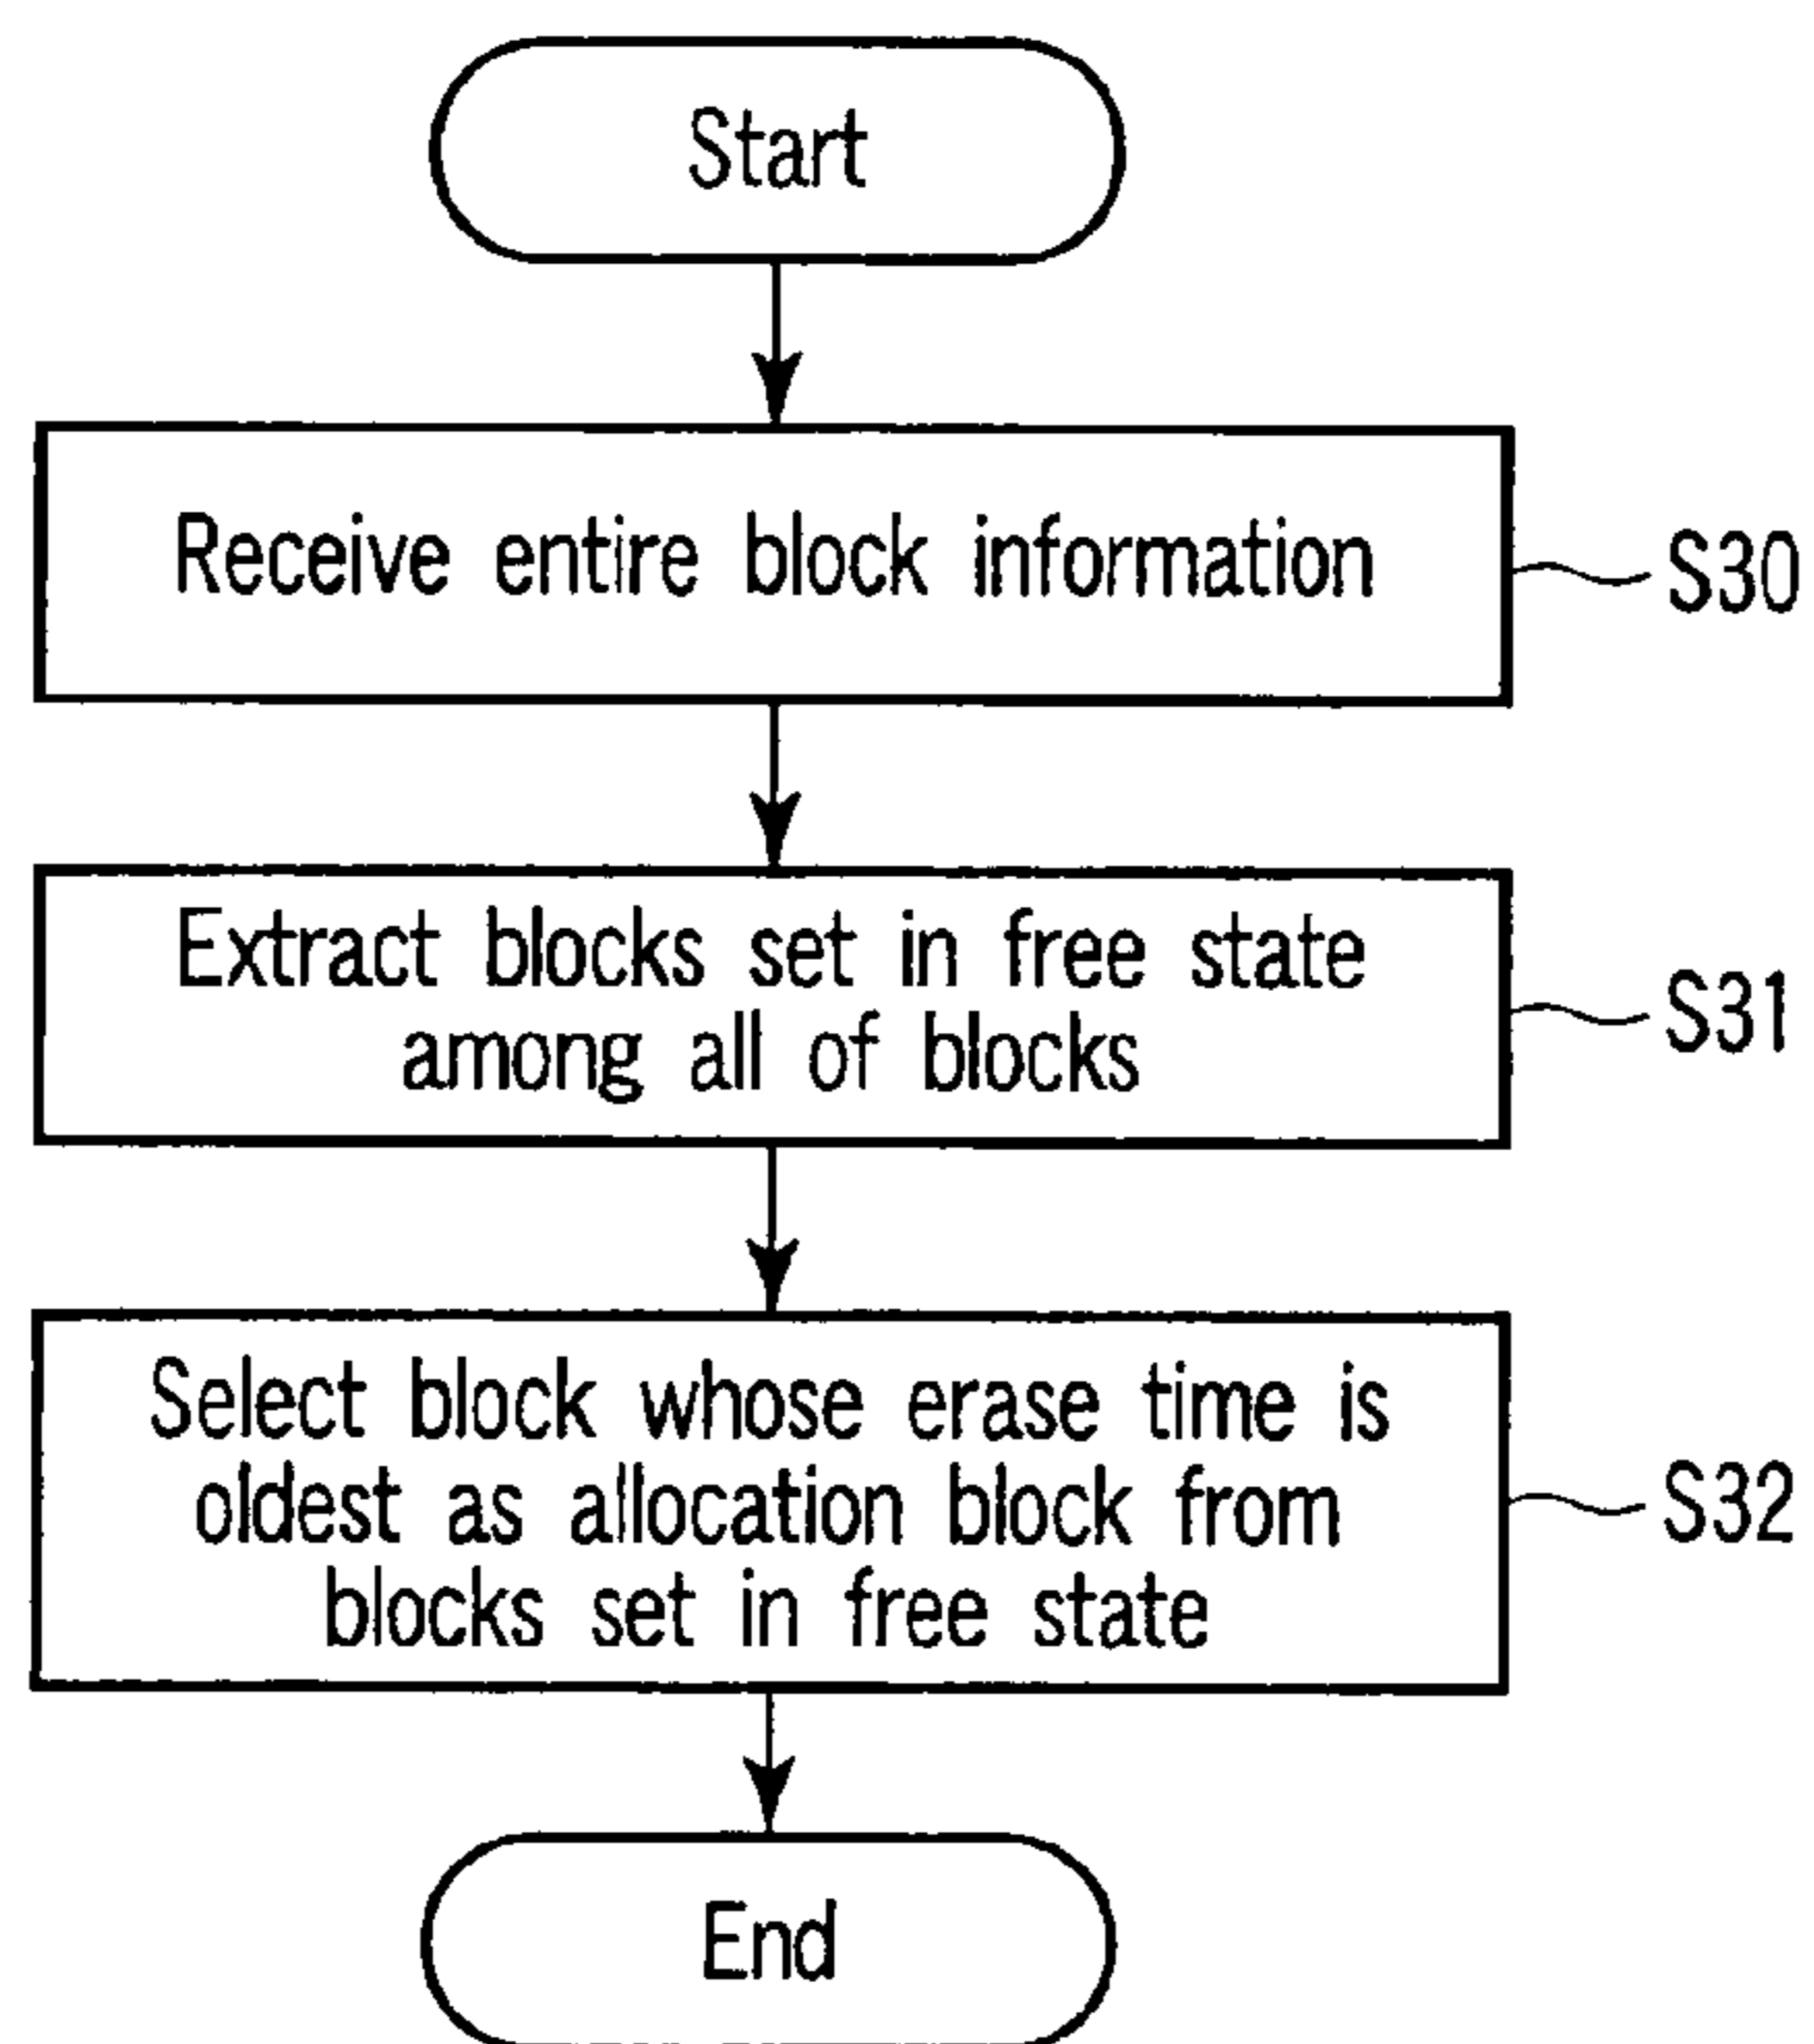 Start
Receive entire block information
S30
Extract blocks set in free state
among all of blocks
S31
Select block whose erase time is
oldest as allocation block from
blocks set in free state
S32
End